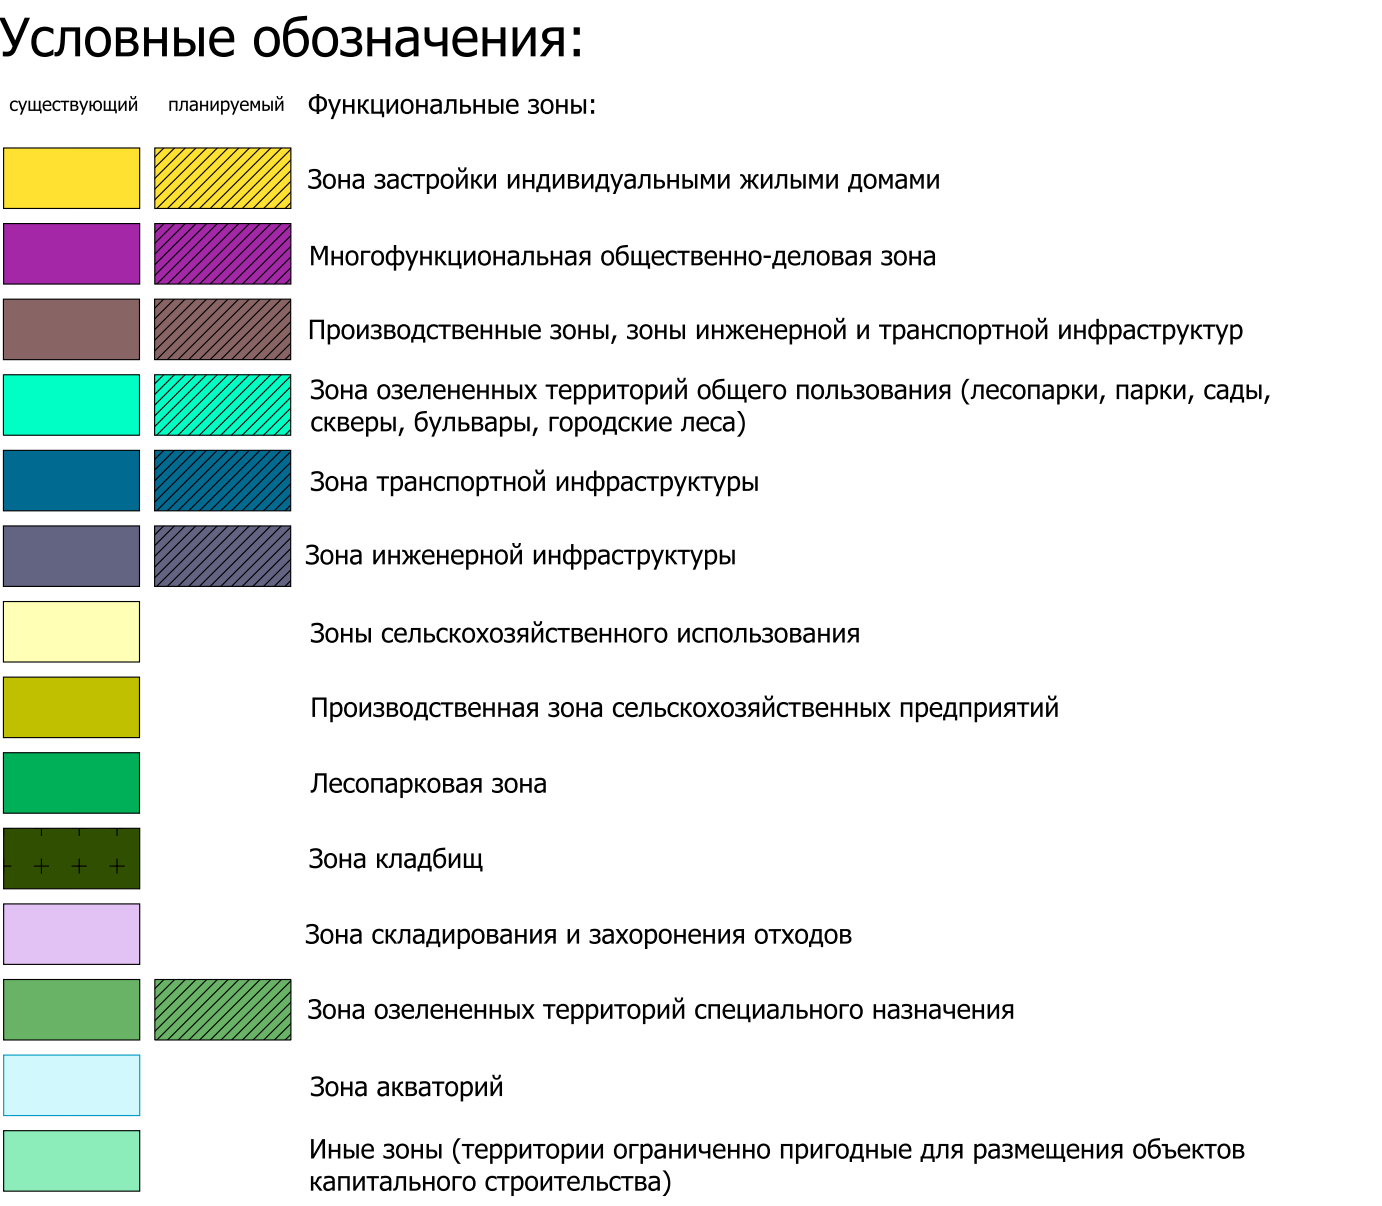 Условные обозначения:
существующий планируемый Функциональные зоны:
Зона застройки индивидуальными жилыми домами
Многофункциональная общественно-деловая зона
Производственные зоны, зоны инженерной и транспортной инфраструктур
Зона озелененных территорий общего пользования (лесопарки, парки, сады,
скверы, бульвары, городские леса)
Зона транспортной инфраструктуры
Зона инженерной инфраструктуры
Зоны сельскохозяйственного использования
Производственная зона сельскохозяйственных предприятий
Лесопарковая зона
Зона кладбищ
Зона складирования и захоронения отходов
Зона озелененных территорий специального назначения
Зона акваторий
Иные зоны (территории ограниченно пригодные для размещения объектов
капитального строительства)